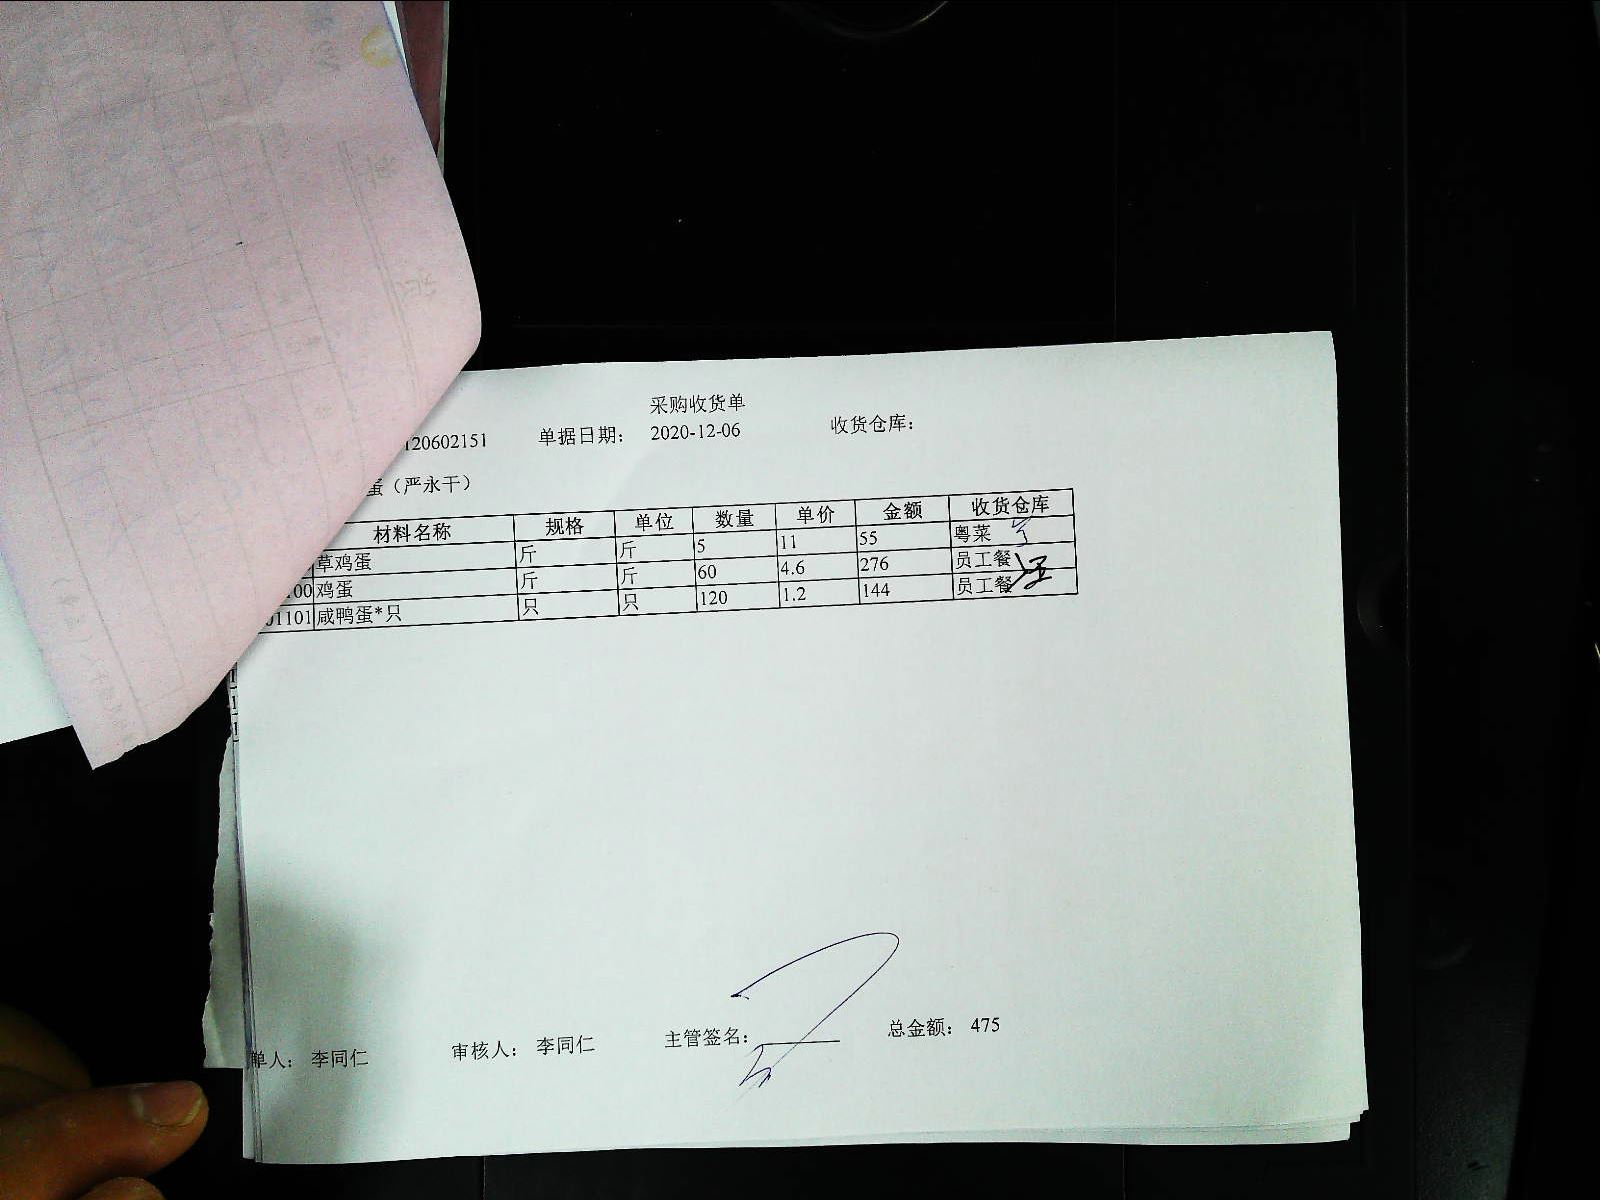 采购收货单
120602151 单据日期： 2020-12-06 收货仓库：
蛋（严永干）
材料名称 规格 单位 数量 单价 金额 收货仓库
草鸡蛋 斤 斤 5 11 55 粤菜
00 鸡蛋 斤 斤 60 4.6 276 员工餐
01101 咸鸭蛋*只 只 只 120 1.2 144 员工餐
单人： 李同仁 审核人： 李同仁 主管签名： 总金额： 475